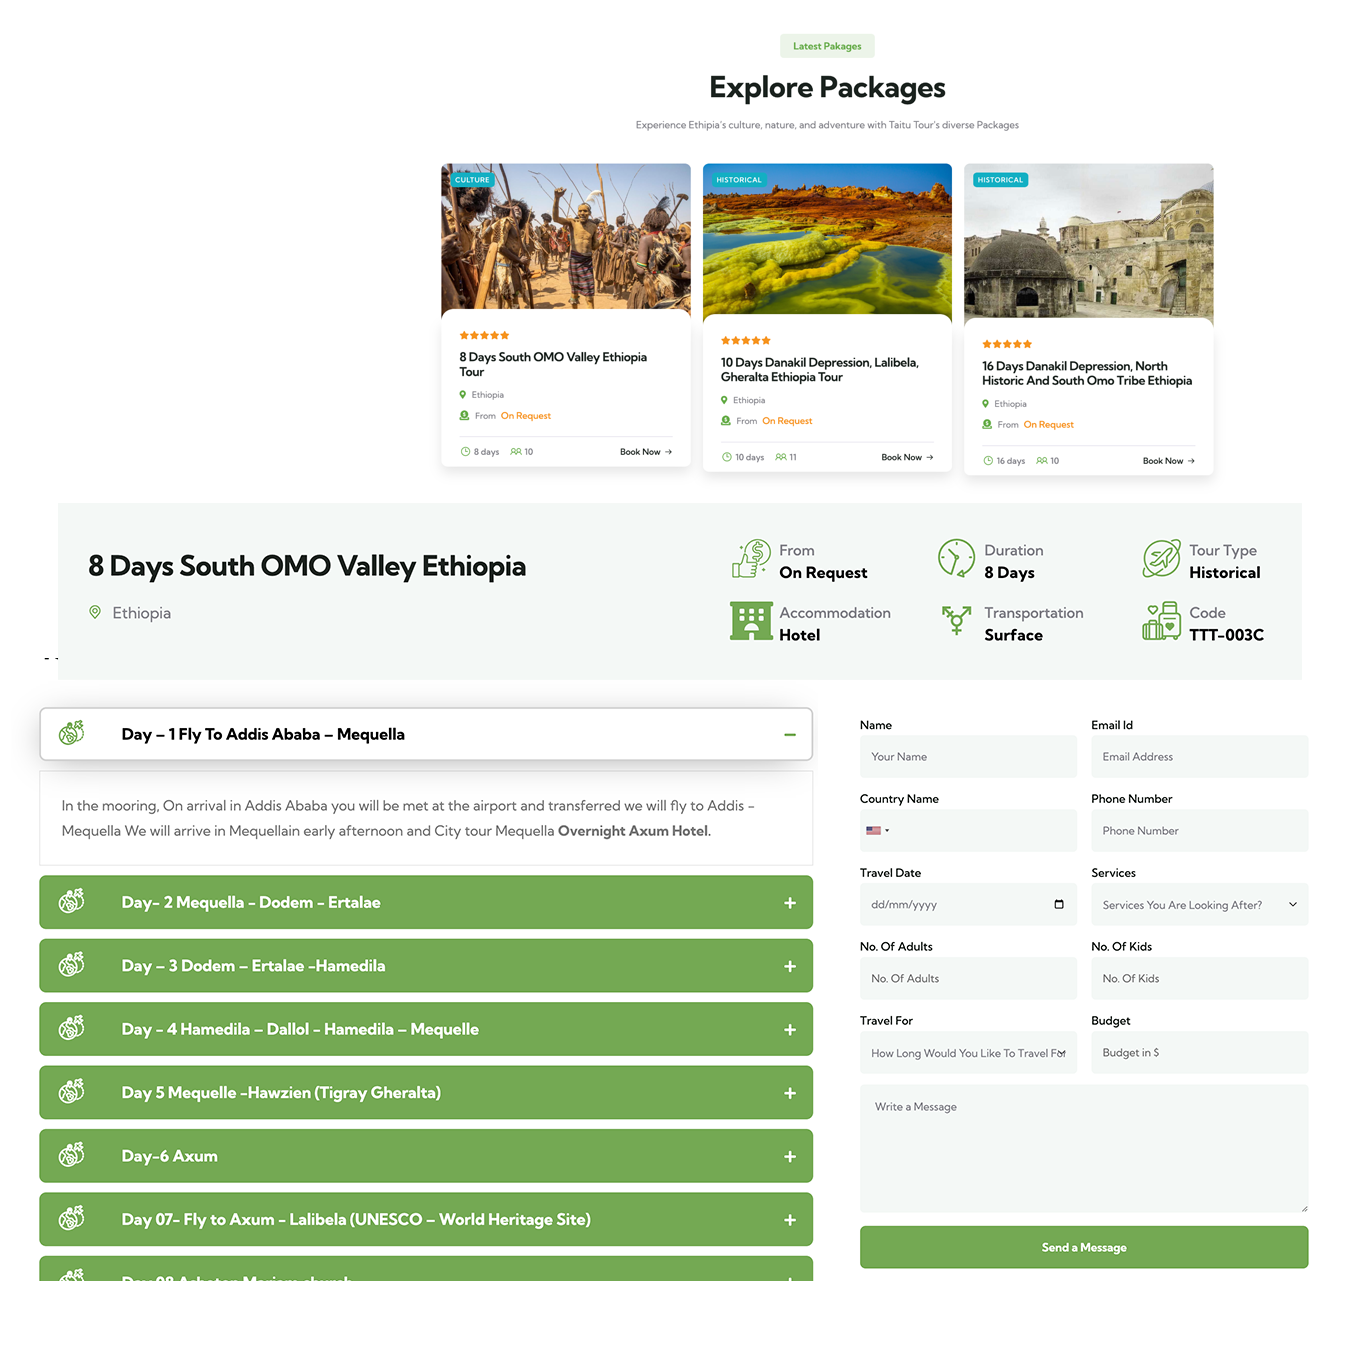 Latest Pakages
Explore Packages
Experience Ethipia's culture, nature, and adventure with Taitu Tour's diverse Packages
CULTURE
8 Days South OMO Valley Ethiopia
Tour
Ethiopia
From On Request
8 days 10 Book Now →
HISTORICAL
10 Days Danakil Depression, Lalibela,
Gheralta Ethiopia Tour
Ethiopia
From On Request
10 days 11 Book Now →
HISTORICAL
16 Days Danakil Depression, North
Historic And South Omo Tribe Ethiopia
Ethiopia
From On Request
16 days 10 Book Now →
8 Days South OMO Valley Ethiopia
Ethiopia
From
On Request
Duration
8 Days
Tour Type
Historical
Accommodation
Hotel
Transportation
Surface
Code
TTT-003C
Day – 1 Fly To Addis Ababa – Mequella
In the mooring, On arrival in Addis Ababa you will be met at the airport and transferred we will fly to Addis -
Mequella We will arrive in Mequellain early afternoon and City tour Mequella Overnight Axum Hotel.
Day- 2 Mequella - Dodem - Ertalae
Day – 3 Dodem – Ertalae -Hamedila
Day - 4 Hamedila – Dallol - Hamedila – Mequelle
Day 5 Mequelle -Hawzien (Tigray Gheralta)
Day-6 Axum
Day 07- Fly to Axum - Lalibela (UNESCO – World Heritage Site)
Name
Your Name
Email Id
Email Address
Country Name
Phone Number
Phone Number
Travel Date
dd/mm/yyyy
Services
Services You Are Looking After?
No. Of Adults
No. Of Adults
No. Of Kids
No. Of Kids
Travel For
How Long Would You Like To Travel For
Budget
Budget in $
Write a Message
Send a Message